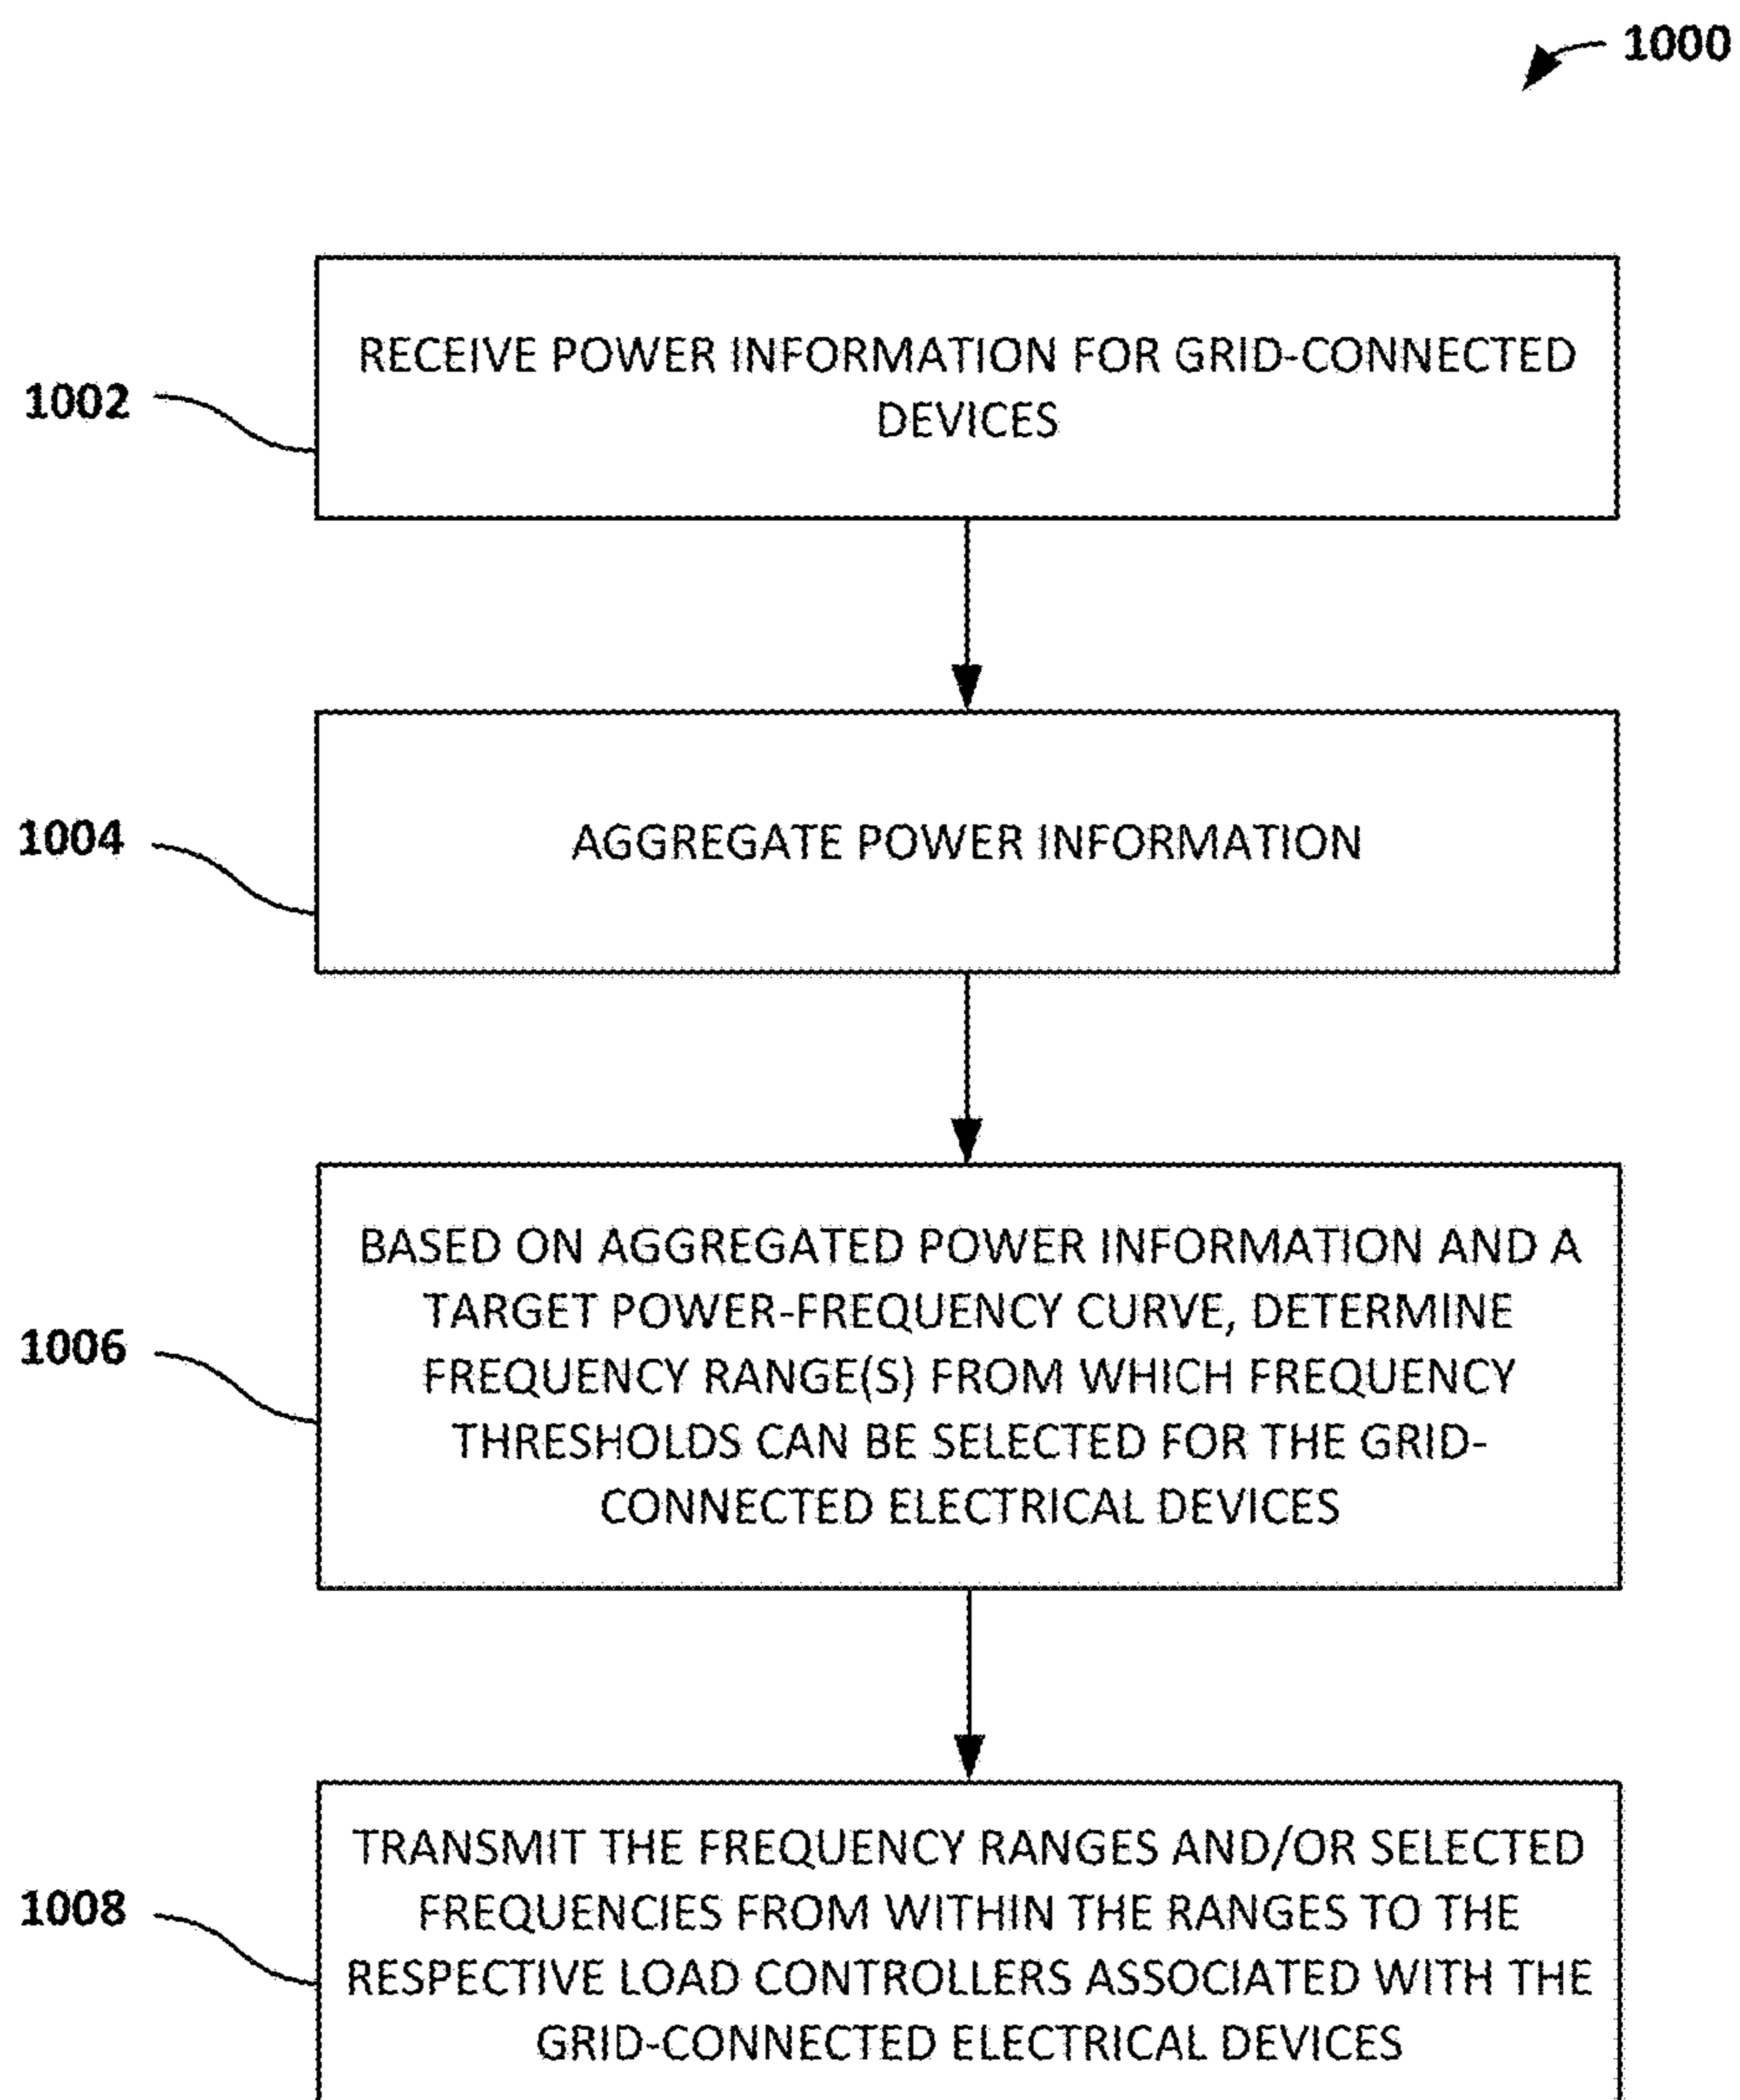 1000
1002
RECEIVE POWER INFORMATION FOR GRID-CONNECTED
DEVICES
1004
AGGREGATE POWER INFORMATION
1006
BASED ON AGGREGATED POWER INFORMATION AND A
TARGET POWER-FREQUENCY CURVE, DETERMINE
FREQUENCY RANGE(S) FROM WHICH FREQUENCY
THRESHOLDS CAN BE SELECTED FOR THE GRID-
CONNECTED ELECTRICAL DEVICES
1008
TRANSMIT THE FREQUENCY RANGES AND/OR SELECTED
FREQUENCIES FROM WITHIN THE RANGES TO THE
RESPECTIVE LOAD CONTROLLERS ASSOCIATED WITH THE
GRID-CONNECTED ELECTRICAL DEVICES